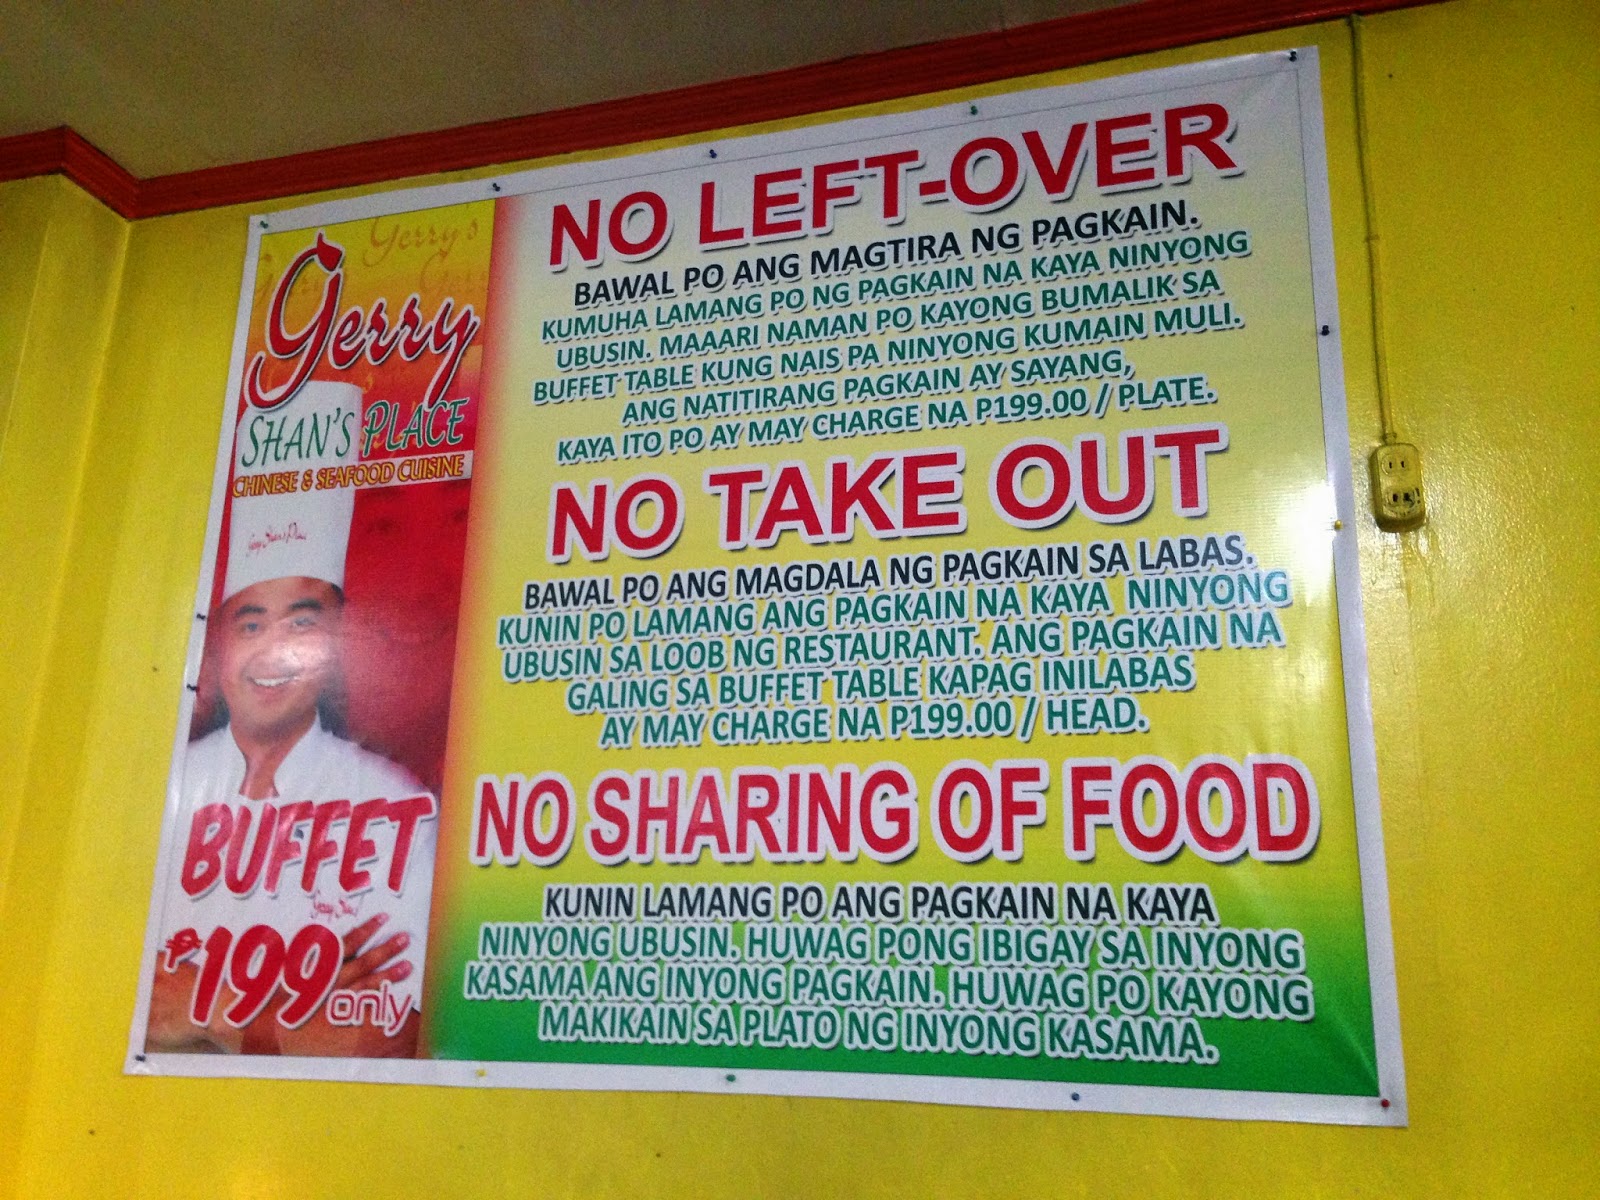 Gerry's
Gerry
SHAN'S PLACE
CHINESE & SEAFOOD CUISINE
BUFFET
₱199 only
NO LEFT-OVER
BAWAL PO ANG MAGTIRA NG PAGKAIN.
KUMUHA LAMANG PO NG PAGKAIN NA KAYA NINYONG
UBUSIN. MAAARI NAMAN PO KAYONG BUMALIK SA
BUFFET TABLE KUNG NAIS PA NINYONG KUMAIN MULI.
ANG NATITIRANG PAGKAIN AY SAYANG,
KAYA ITO PO AY MAY CHARGE NA P199.00 / PLATE.
NO TAKE OUT
BAWAL PO ANG MAGDALA NG PAGKAIN SA LABAS.
KUNIN PO LAMANG ANG PAGKAIN NA KAYA NINYONG
UBUSIN SA LOOB NG RESTAURANT. ANG PAGKAIN NA
GALING SA BUFFET TABLE KAPAG INILABAS
AY MAY CHARGE NA P199.00 / HEAD.
NO SHARING OF FOOD
KUNIN LAMANG PO ANG PAGKAIN NA KAYA
NINYONG UBUSIN. HUWAG PONG IBIGAY SA INYONG
KASAMA ANG INYONG PAGKAIN. HUWAG PO KAYONG
MAKIKAIN SA PLATO NG INYONG KASAMA.